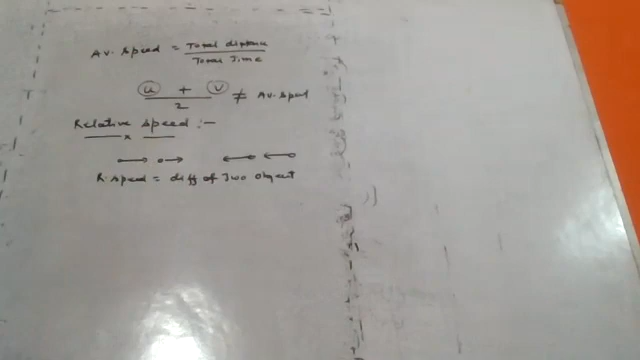 Av. Speed = Total distance / Total Time
u + v / 2 ≠ Av. Speed
Relative speed :-
R. Speed = diff of Two object